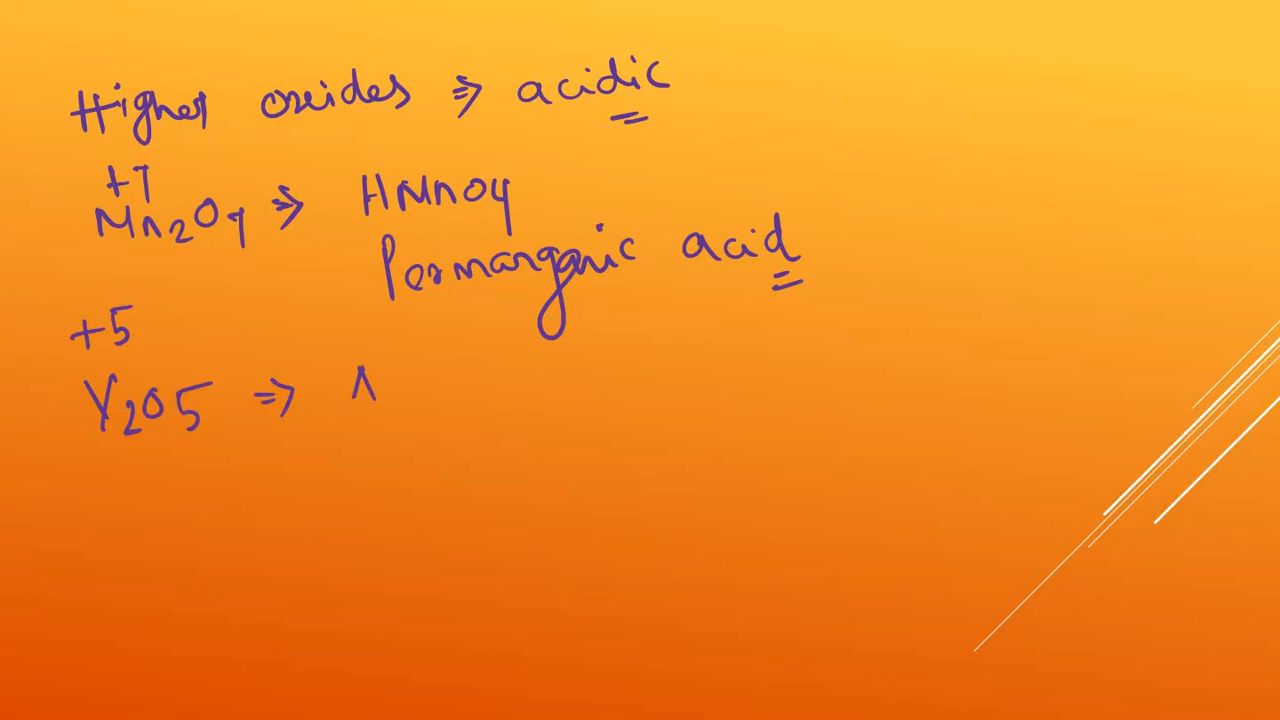 Higher oxides ⇒ acidic
+7
Mn2O7 ⇒ HMnO4
Permanganic acid
+5
V2O5 ⇒